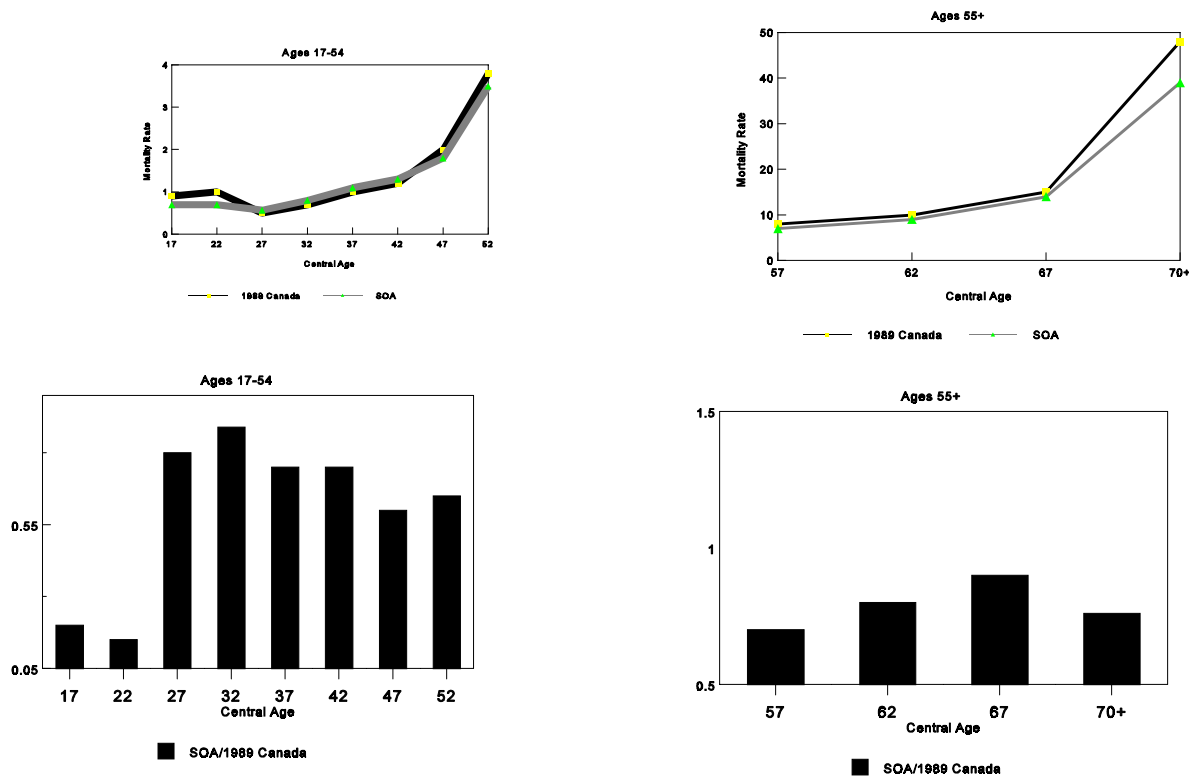 Ages 17-54
4
3
2
1
0
Mortality Rate
17 22 27 32 37 42 47 52
Central Age
1989 Canada SOA
Ages 55+
50
40
30
20
10
0
Mortality Rate
57 62 67 70+
Central Age
1989 Canada SOA
Ages 17-54
0.55
0.05
17 22 27 32 37 42 47 52
Central Age
SOA/1989 Canada
Ages 55+
1.5
1
0.5
57 62 67 70+
Central Age
SOA/1989 Canada